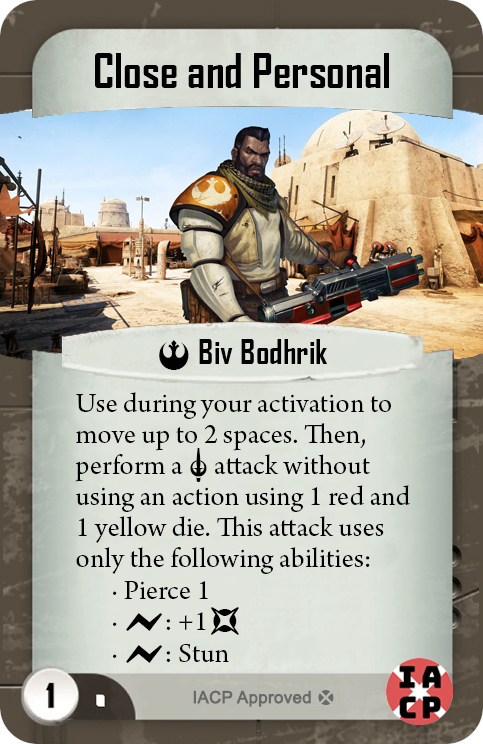 Close and Personal
Biv Bodhrik
Use during your activation to
move up to 2 spaces. Then,
perform a attack without
using an action using 1 red and
1 yellow die. This attack uses
only the following abilities:
· Pierce 1
· : +1
· : Stun
1
IACP Approved
IA
CP